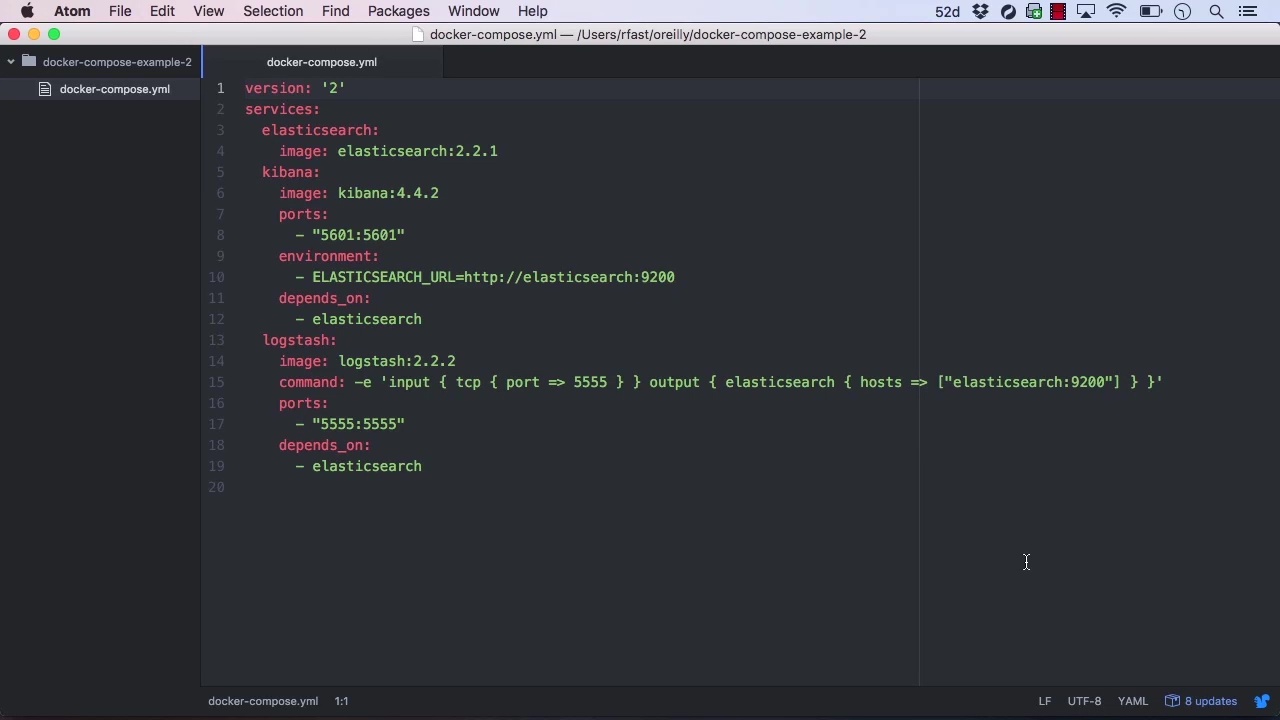 Atom File Edit View Selection Find Packages Window Help 52d
docker-compose.yml — /Users/rfast/oreilly/docker-compose-example-2
docker-compose-example-2
docker-compose.yml
docker-compose.yml
1 version: '2'
2 services:
3   elasticsearch:
4     image: elasticsearch:2.2.1
5   kibana:
6     image: kibana:4.4.2
7     ports:
8       - "5601:5601"
9     environment:
10       - ELASTICSEARCH_URL=http://elasticsearch:9200
11     depends_on:
12       - elasticsearch
13   logstash:
14     image: logstash:2.2.2
15     command: -e 'input { tcp { port => 5555 } } output { elasticsearch { hosts => ["elasticsearch:9200"] } }'
16     ports:
17       - "5555:5555"
18     depends_on:
19       - elasticsearch
20
docker-compose.yml 1:1 LF UTF-8 YAML 8 updates